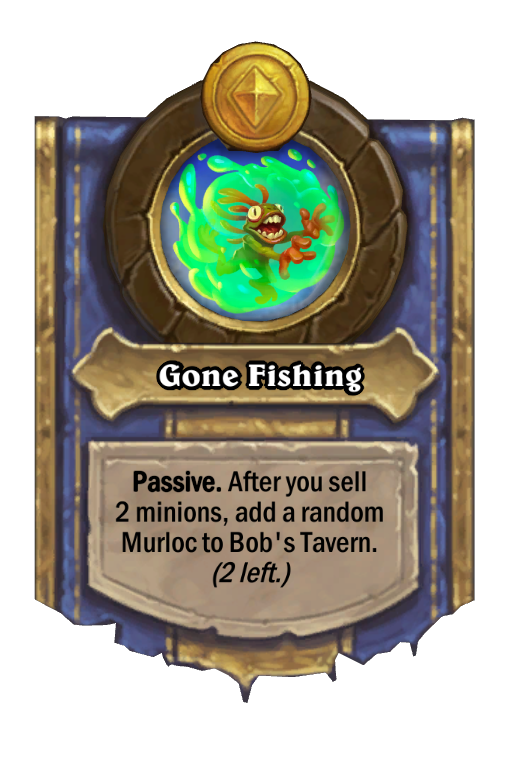 Gone Fishing
Passive. After you sell
2 minions, add a random
Murloc to Bob's Tavern.
(2 left.)